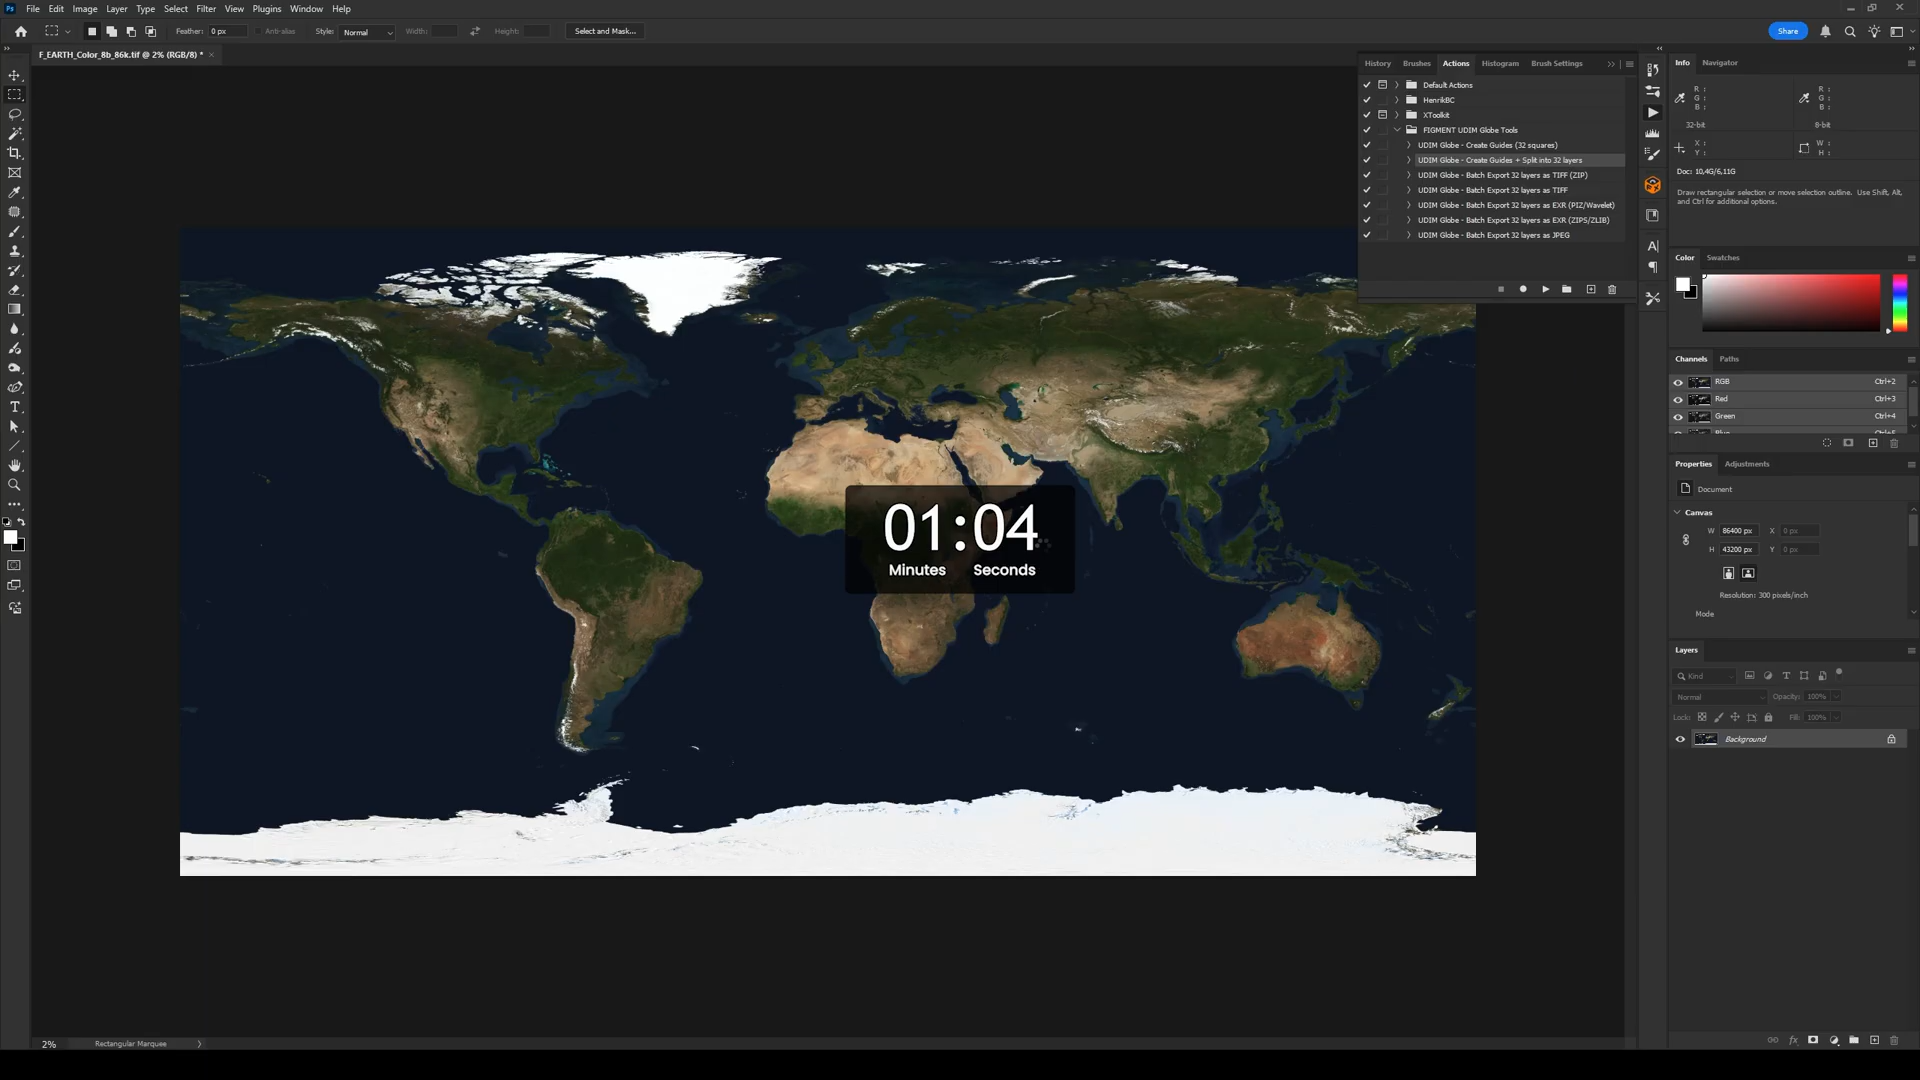 Ps File Edit Image Layer Type Select Filter View Plugins Window Help
Feather: 0 px Anti-alias Style: Normal Width: Height: Select and Mask... Share
F_EARTH_Color_8b_86k.tif @ 2% (RGB/8) *
History Brushes Actions Histogram Brush Settings
Default Actions
HenrikBC
XToolkit
FIGMENT UDIM Globe Tools
UDIM Globe - Create Guides (32 squares)
UDIM Globe - Create Guides + Split into 32 layers
UDIM Globe - Batch Export 32 layers as TIFF (ZIP)
UDIM Globe - Batch Export 32 layers as TIFF
UDIM Globe - Batch Export 32 layers as EXR (PIZ/Wavelet)
UDIM Globe - Batch Export 32 layers as EXR (ZIPS/ZLIB)
UDIM Globe - Batch Export 32 layers as JPEG
01:04
Minutes Seconds
Info Navigator
R : R :
G : G :
B : B :
32-bit 8-bit
X : W :
Y : H :
Doc: 10,4G/6,11G
Draw rectangular selection or move selection outline. Use Shift, Alt,
and Ctrl for additional options.
Color Swatches
Channels Paths
RGB Ctrl+2
Red Ctrl+3
Green Ctrl+4
Blue Ctrl+5
Properties Adjustments
Document
Canvas
W 86400 px X 0 px
H 43200 px Y 0 px
Resolution: 300 pixels/inch
Mode
Layers
Kind
Normal Opacity: 100%
Lock: Fill: 100%
Background
2% Rectangular Marquee